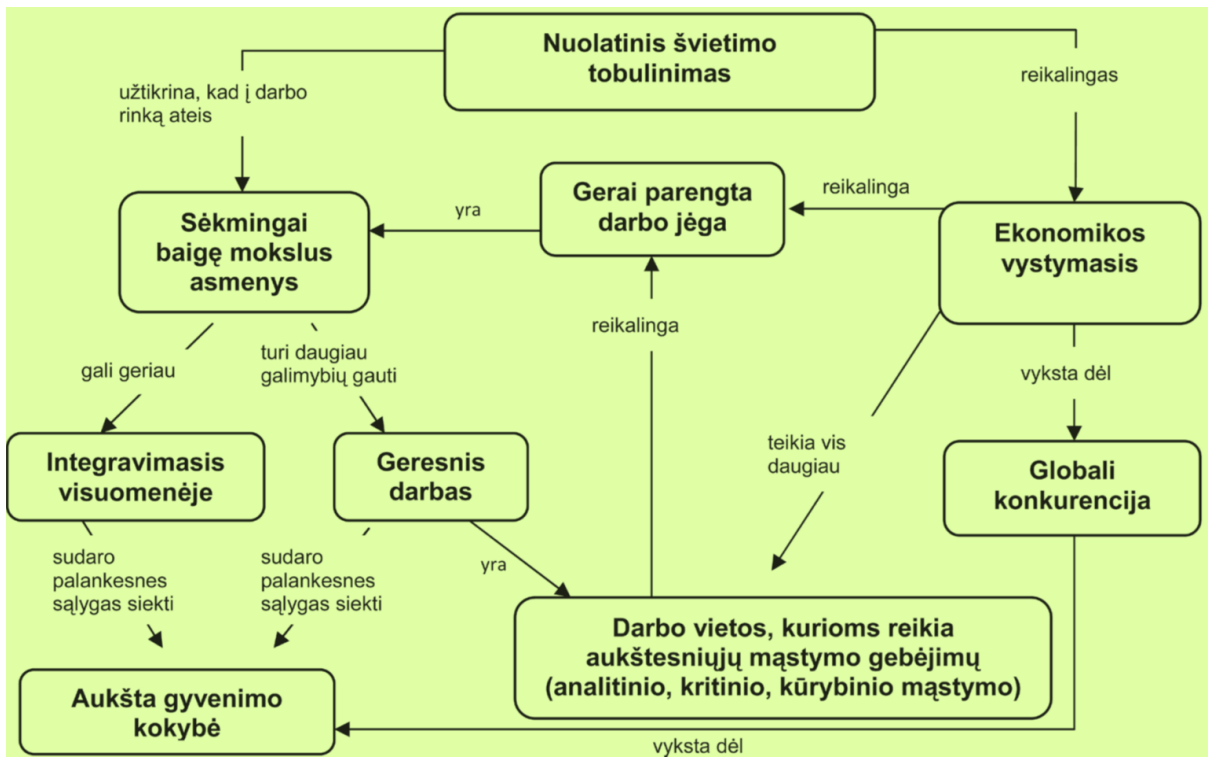 Nuolatinis švietimo
tobulinimas
užtikrina, kad į darbo
rinką ateis
reikalingas
Sėkmingai
baigę mokslus
asmenys
yra
Gerai parengta
darbo jėga
reikalinga
Ekonomikos
vystymasis
gali geriau
turi daugiau
galimybių gauti
reikalinga
vyksta dėl
Integravimasis
visuomenėje
Geresnis
darbas
teikia vis
daugiau
Globali
konkurencija
sudaro
palankesnes
sąlygas siekti
sudaro
palankesnes
sąlygas siekti
yra
Darbo vietos, kurioms reikia
aukštesniųjų mąstymo gebėjimų
(analitinio, kritinio, kūrybinio mąstymo)
Aukšta gyvenimo
kokybė
vyksta dėl